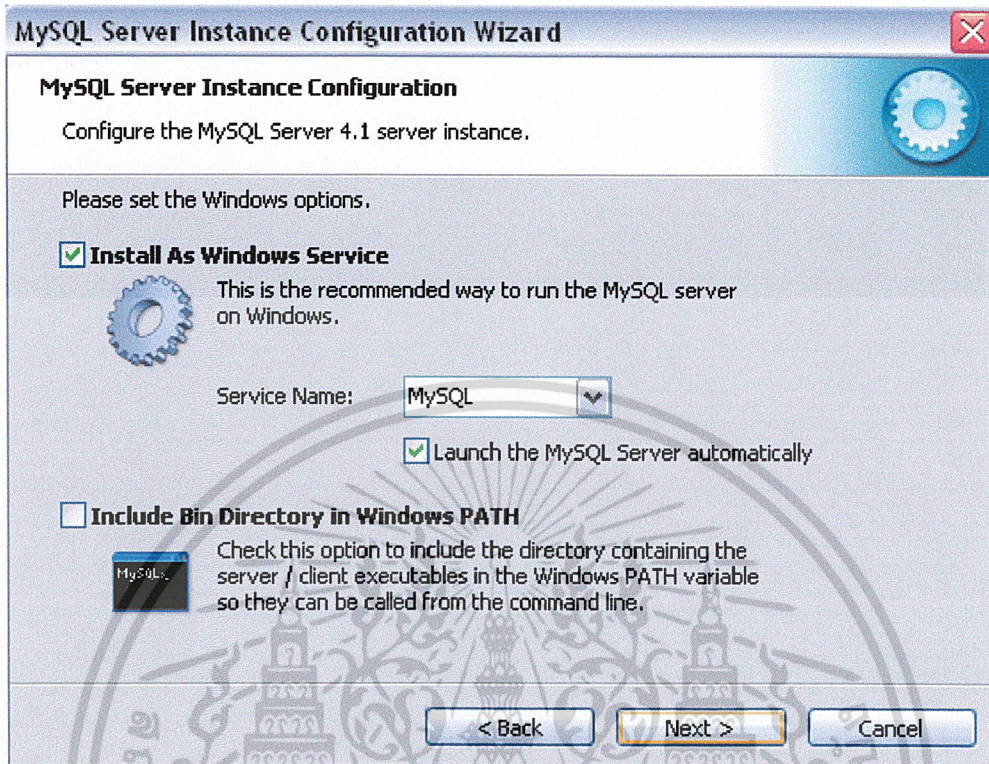 MySQL Server Instance Configuration Wizard
MySQL Server Instance Configuration
Configure the MySQL Server 4.1 server instance.
Please set the Windows options.
Install As Windows Service
This is the recommended way to run the MySQL server
on Windows.
Service Name:
MySQL
Launch the MySQL Server automatically
Include Bin Directory in Windows PATH
MySQL>_
Check this option to include the directory containing the
server / client executables in the Windows PATH variable
so they can be called from the command line.
< Back
Next >
Cancel